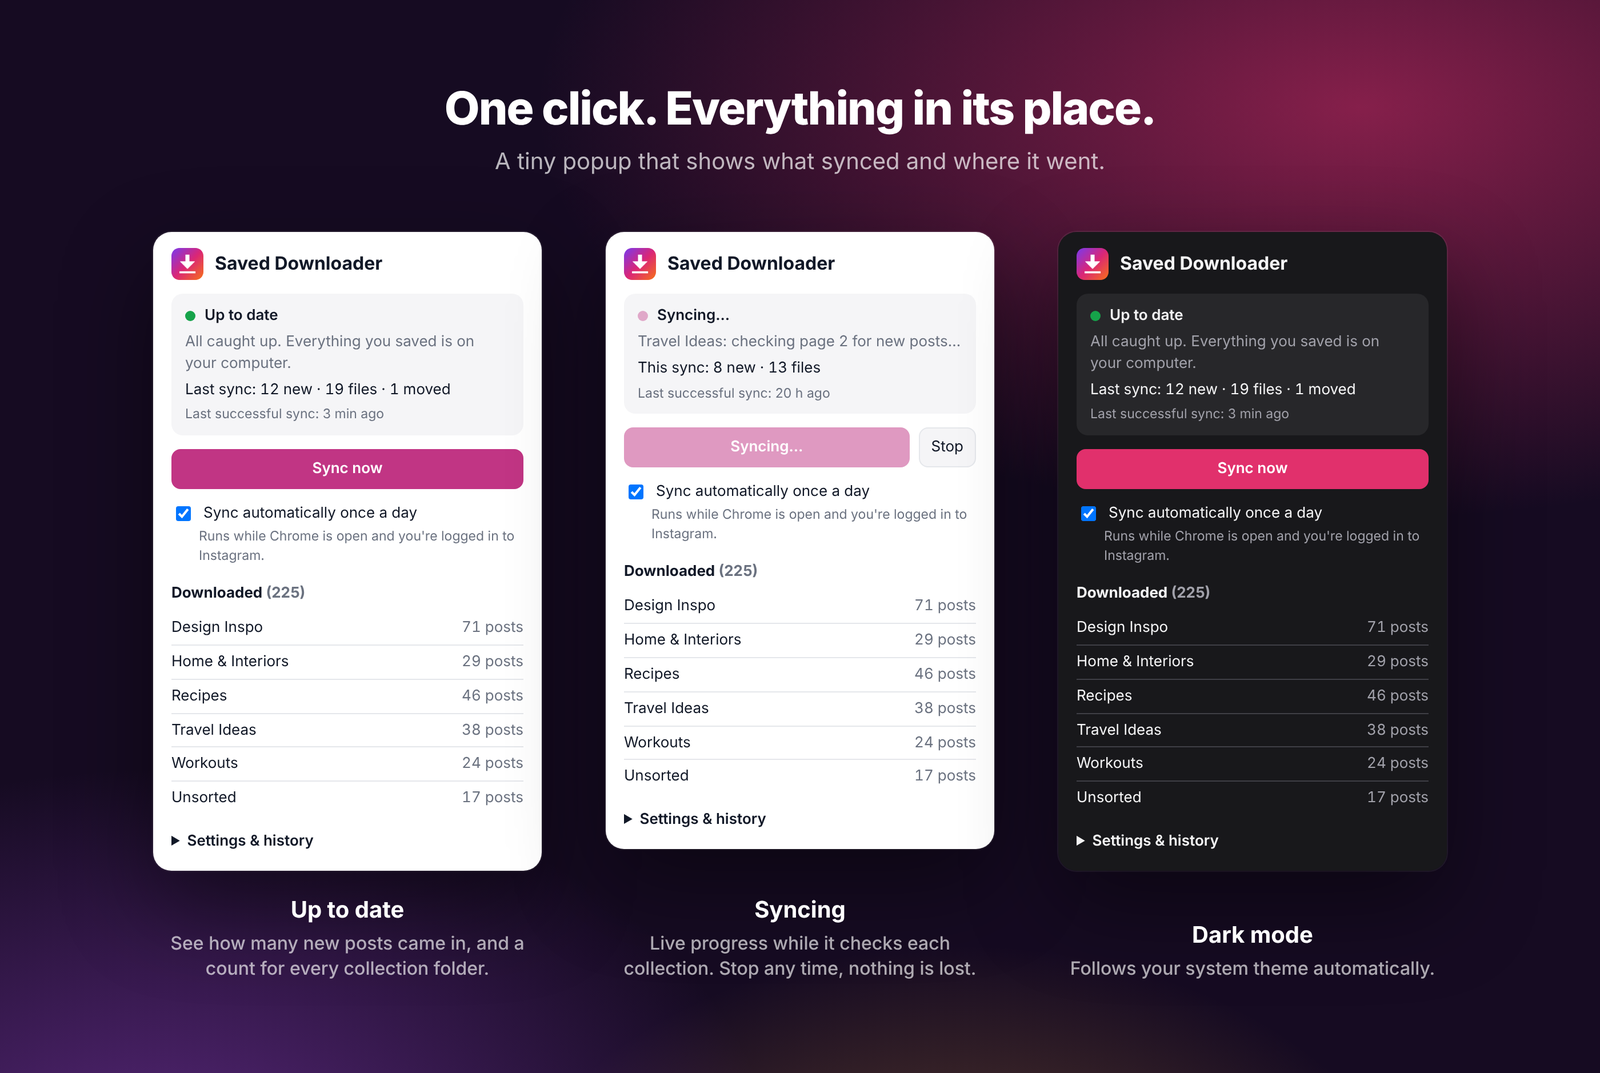 One click. Everything in its place.
A tiny popup that shows what synced and where it went.
Saved Downloader
Up to date
All caught up. Everything you saved is on
your computer.
Last sync: 12 new · 19 files · 1 moved
Last successful sync: 3 min ago
Sync now
Sync automatically once a day
Runs while Chrome is open and you're logged in to
Instagram.
Downloaded (225)
Design Inspo 71 posts
Home & Interiors 29 posts
Recipes 46 posts
Travel Ideas 38 posts
Workouts 24 posts
Unsorted 17 posts
Settings & history
Up to date
See how many new posts came in, and a
count for every collection folder.
Saved Downloader
Syncing...
Travel Ideas: checking page 2 for new posts...
This sync: 8 new · 13 files
Last successful sync: 20 h ago
Syncing...
Stop
Sync automatically once a day
Runs while Chrome is open and you're logged in to
Instagram.
Downloaded (225)
Design Inspo 71 posts
Home & Interiors 29 posts
Recipes 46 posts
Travel Ideas 38 posts
Workouts 24 posts
Unsorted 17 posts
Settings & history
Syncing
Live progress while it checks each
collection. Stop any time, nothing is lost.
Saved Downloader
Up to date
All caught up. Everything you saved is on
your computer.
Last sync: 12 new · 19 files · 1 moved
Last successful sync: 3 min ago
Sync now
Sync automatically once a day
Runs while Chrome is open and you're logged in to
Instagram.
Downloaded (225)
Design Inspo 71 posts
Home & Interiors 29 posts
Recipes 46 posts
Travel Ideas 38 posts
Workouts 24 posts
Unsorted 17 posts
Settings & history
Dark mode
Follows your system theme automatically.